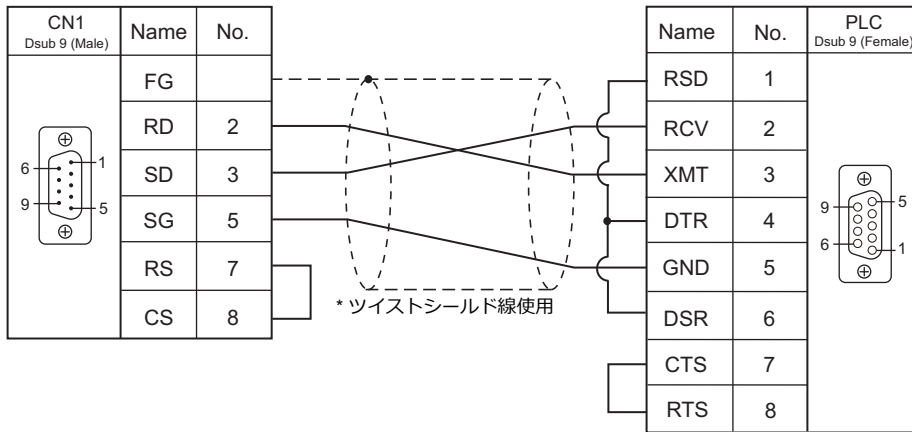 CN1
Dsub 9 (Male)
Name
No.
FG
RD
2
SD
3
SG
5
RS
7
CS
8
6
1
9
5
* ツイストシールド線使用
Name
No.
PLC
Dsub 9 (Female)
RSD
1
RCV
2
XMT
3
DTR
4
GND
5
DSR
6
CTS
7
RTS
8
9
5
6
1